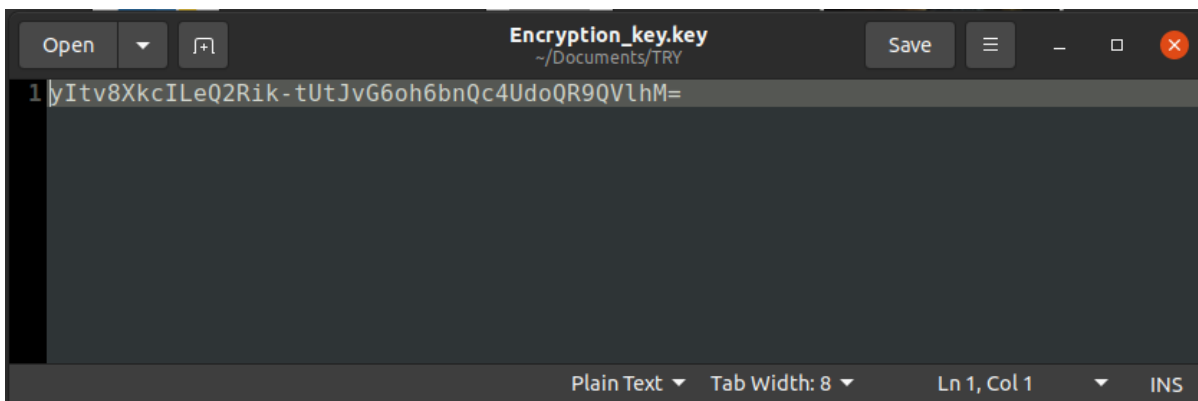 Open
Encryption_key.key
~/Documents/TRY
Save
1 yItv8XkcILeQ2Rik-tUtJvG6oh6bnQc4UdoQR9QVlhM=
Plain Text Tab Width: 8 Ln 1, Col 1 INS